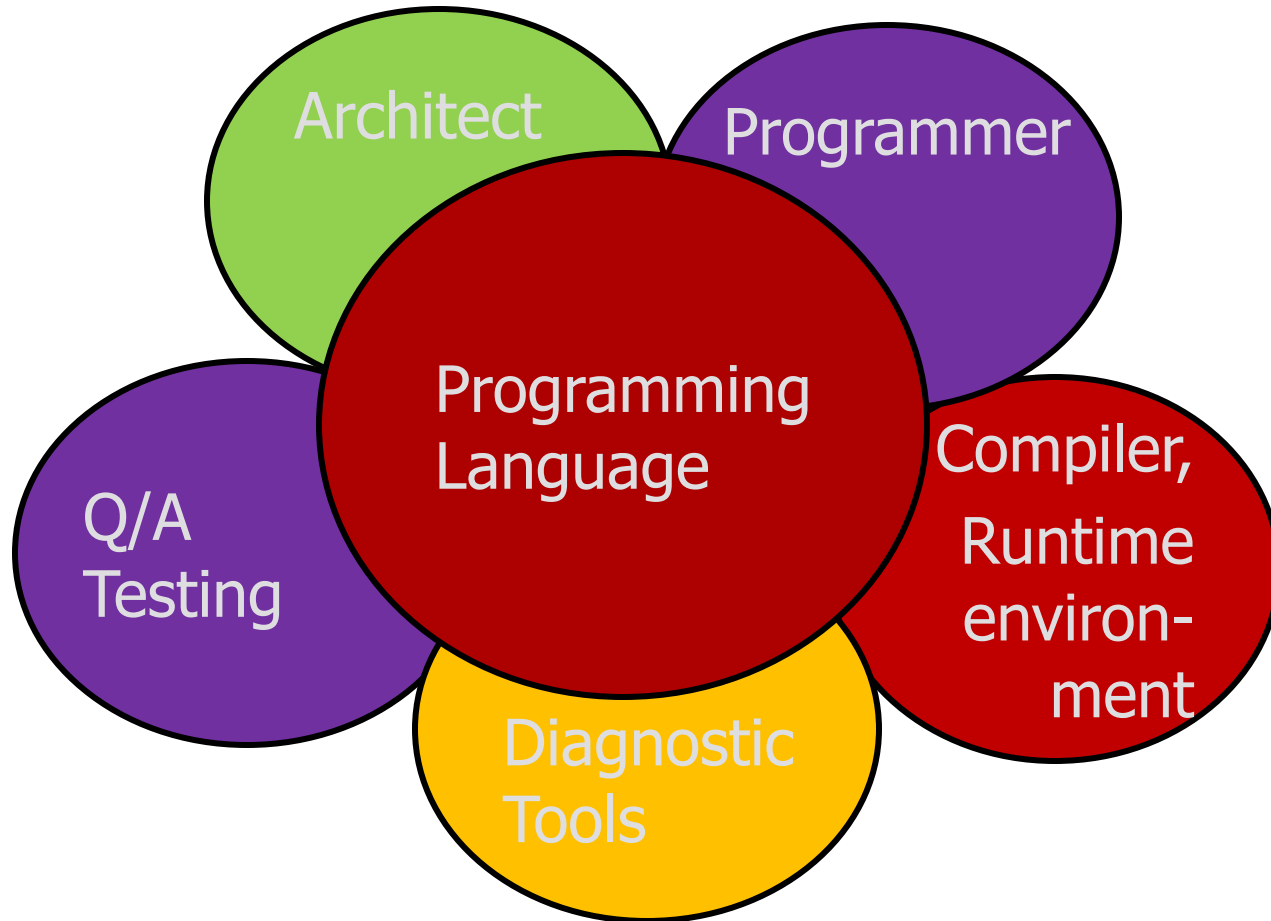 Architect
Programmer
Programming
Language
Compiler,
Runtime
environ-
ment
Q/A
Testing
Diagnostic
Tools